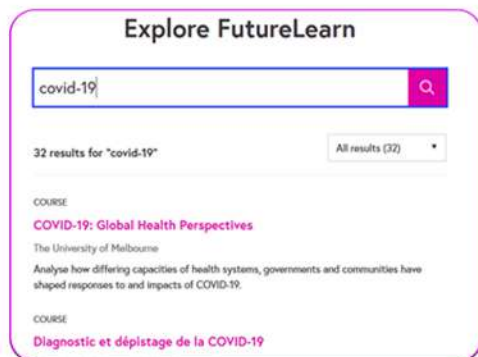 Explore FutureLearn
covid-19
32 results for "covid-19"
All results (32)
COURSE
COVID-19: Global Health Perspectives
The University of Melbourne
Analyse how differing capacities of health systems, governments and communities have
shaped responses to and impacts of COVID-19.
COURSE
Diagnostic et dépistage de la COVID-19